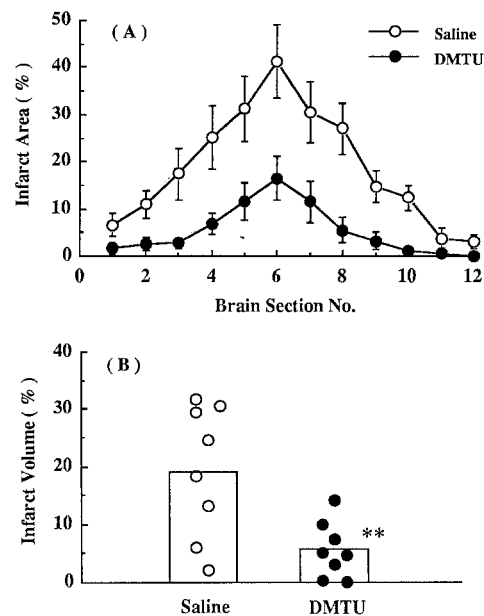 ( A )
Saline
DMTU
Infarct Area ( % )
50
40
30
20
10
0
0 2 4 6 8 10 12
Brain Section No.
( B )
Infarct Volume ( % )
40
30
20
10
0
**
Saline DMTU